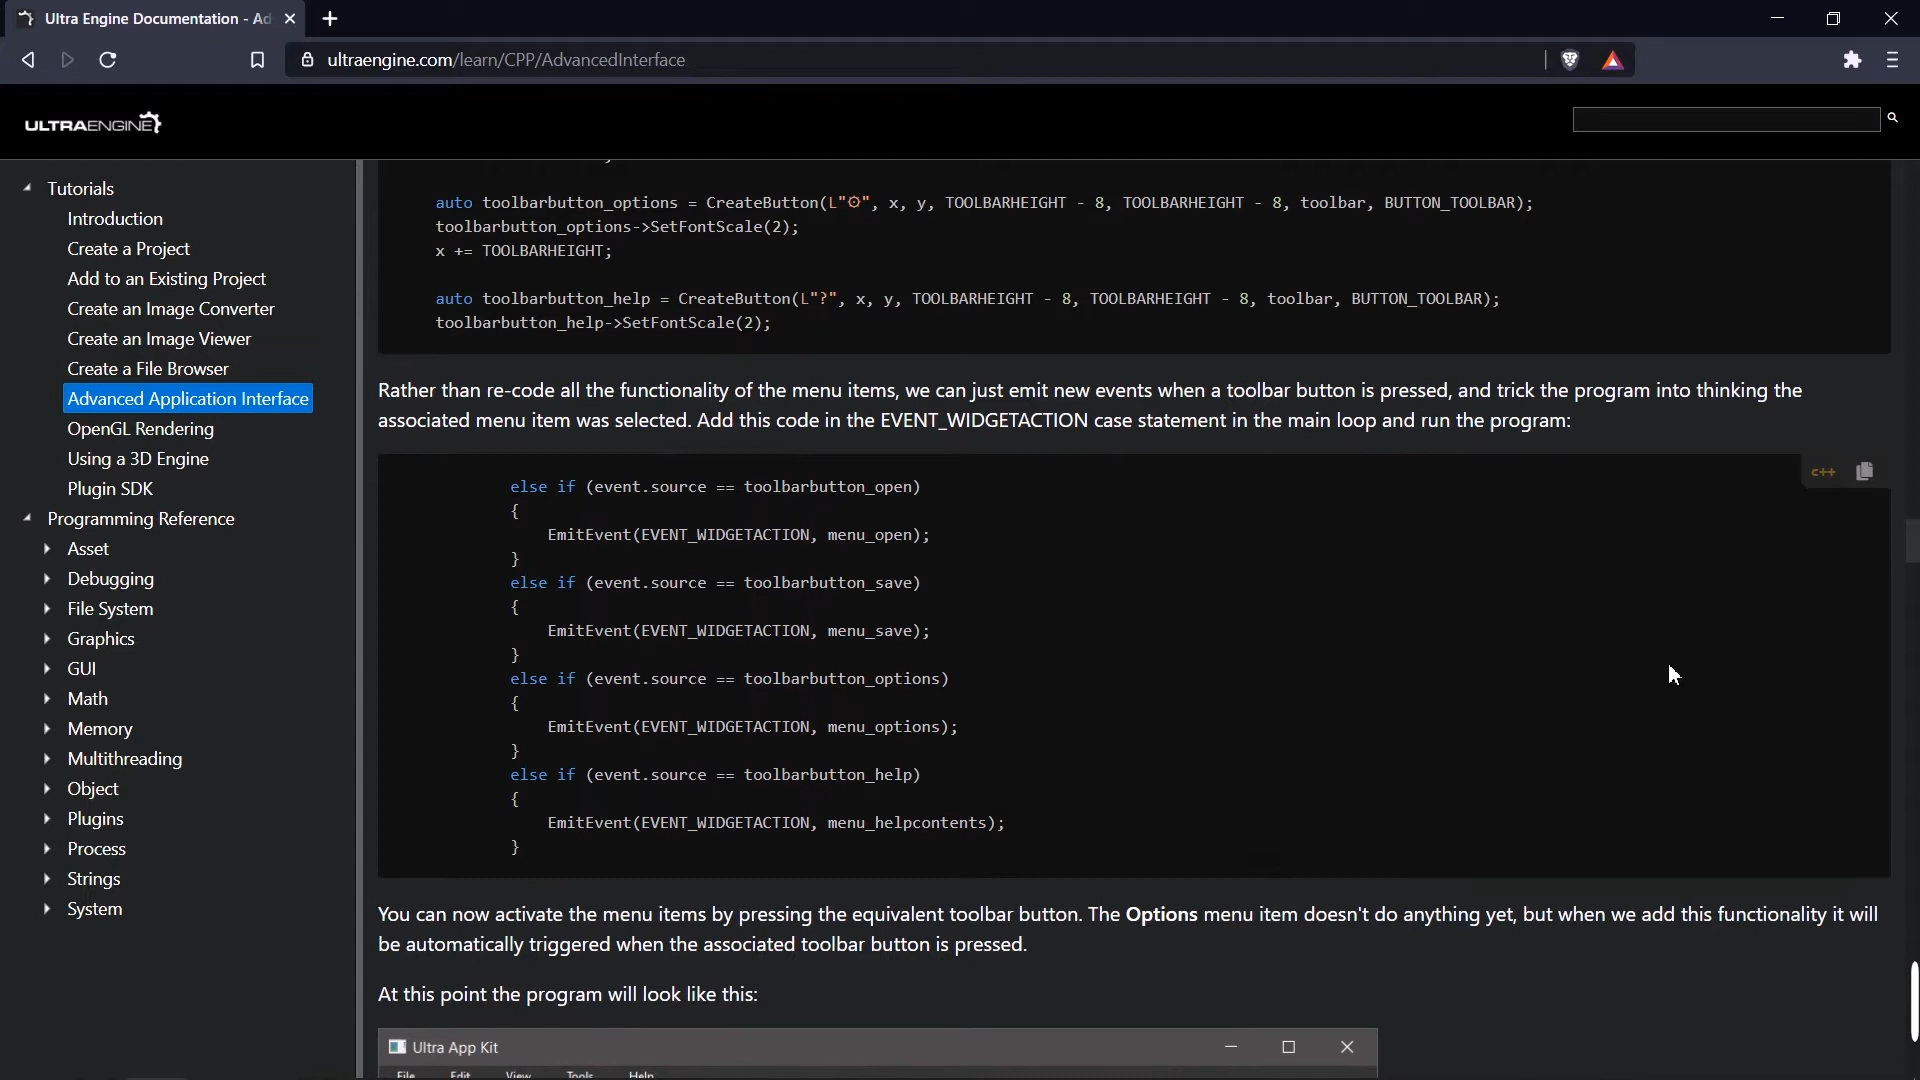 Ultra Engine Documentation - Ad
ultraengine.com/learn/CPP/AdvancedInterface
ULTRAENGINE
Tutorials
Introduction
Create a Project
Add to an Existing Project
Create an Image Converter
Create an Image Viewer
Create a File Browser
Advanced Application Interface
OpenGL Rendering
Using a 3D Engine
Plugin SDK
Programming Reference
Asset
Debugging
File System
Graphics
GUI
Math
Memory
Multithreading
Object
Plugins
Process
Strings
System
auto toolbarbutton_options = CreateButton(L"⚙", x, y, TOOLBARHEIGHT - 8, TOOLBARHEIGHT - 8, toolbar, BUTTON_TOOLBAR);
toolbarbutton_options->SetFontScale(2);
x += TOOLBARHEIGHT;
auto toolbarbutton_help = CreateButton(L"?", x, y, TOOLBARHEIGHT - 8, TOOLBARHEIGHT - 8, toolbar, BUTTON_TOOLBAR);
toolbarbutton_help->SetFontScale(2);
Rather than re-code all the functionality of the menu items, we can just emit new events when a toolbar button is pressed, and trick the program into thinking the
associated menu item was selected. Add this code in the EVENT_WIDGETACTION case statement in the main loop and run the program:
c++
else if (event.source == toolbarbutton_open)
{
EmitEvent(EVENT_WIDGETACTION, menu_open);
}
else if (event.source == toolbarbutton_save)
{
EmitEvent(EVENT_WIDGETACTION, menu_save);
}
else if (event.source == toolbarbutton_options)
{
EmitEvent(EVENT_WIDGETACTION, menu_options);
}
else if (event.source == toolbarbutton_help)
{
EmitEvent(EVENT_WIDGETACTION, menu_helpcontents);
}
You can now activate the menu items by pressing the equivalent toolbar button. The Options menu item doesn't do anything yet, but when we add this functionality it will
be automatically triggered when the associated toolbar button is pressed.
At this point the program will look like this:
Ultra App Kit
File Edit View Tools Help